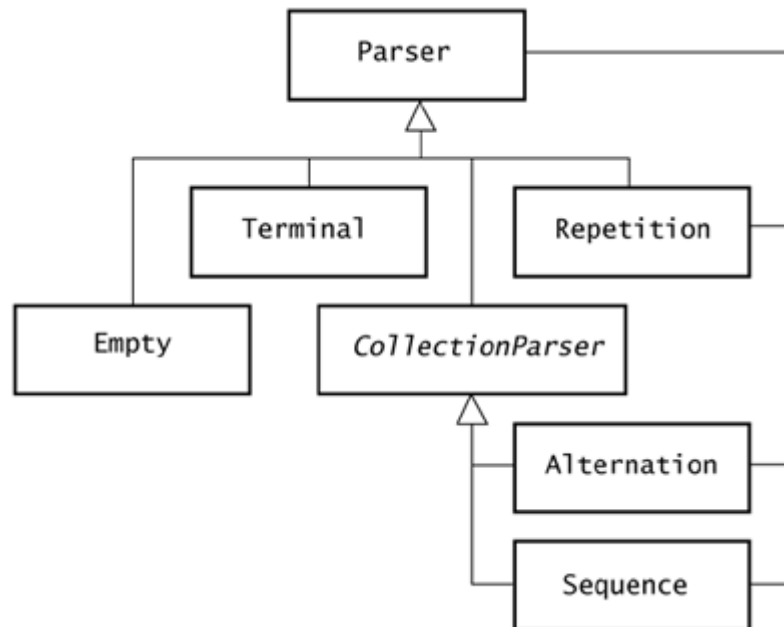 Parser
Terminal
Repetition
Empty
CollectionParser
Alternation
Sequence